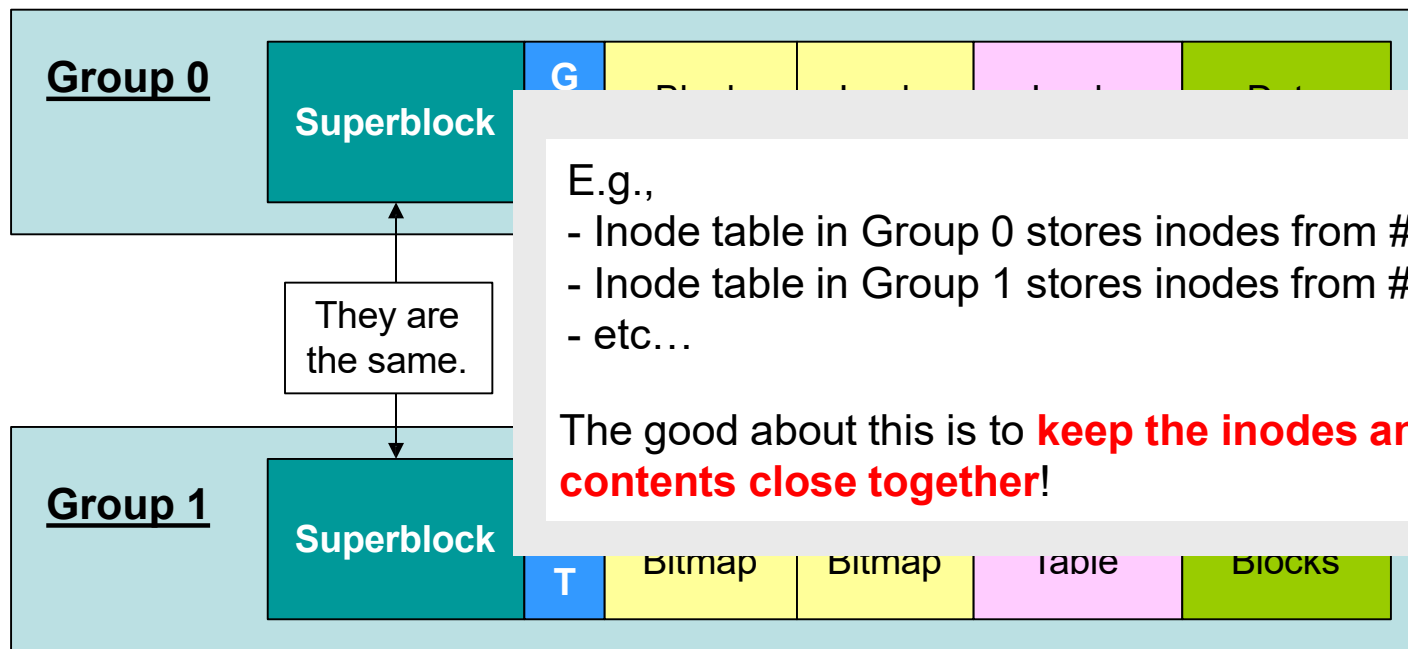 Group 0
Superblock
G
E.g.,
- Inode table in Group 0 stores inodes from #
- Inode table in Group 1 stores inodes from #
- etc…
They are
the same.
The good about this is to keep the inodes
contents close together!
Group 1
Superblock
T
Bitmap
Bitmap
Table
Blocks